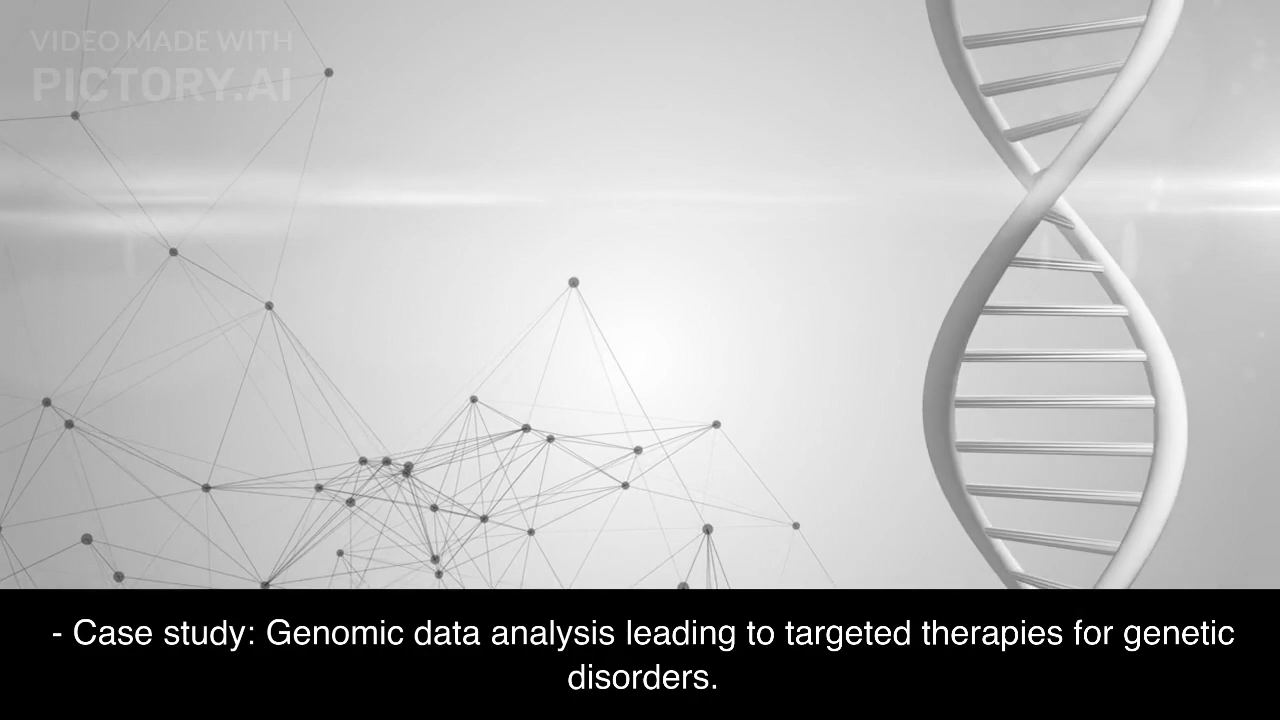 VIDEO MADE WITH
PICTORY.AI
- Case study: Genomic data analysis leading to targeted therapies for genetic
disorders.